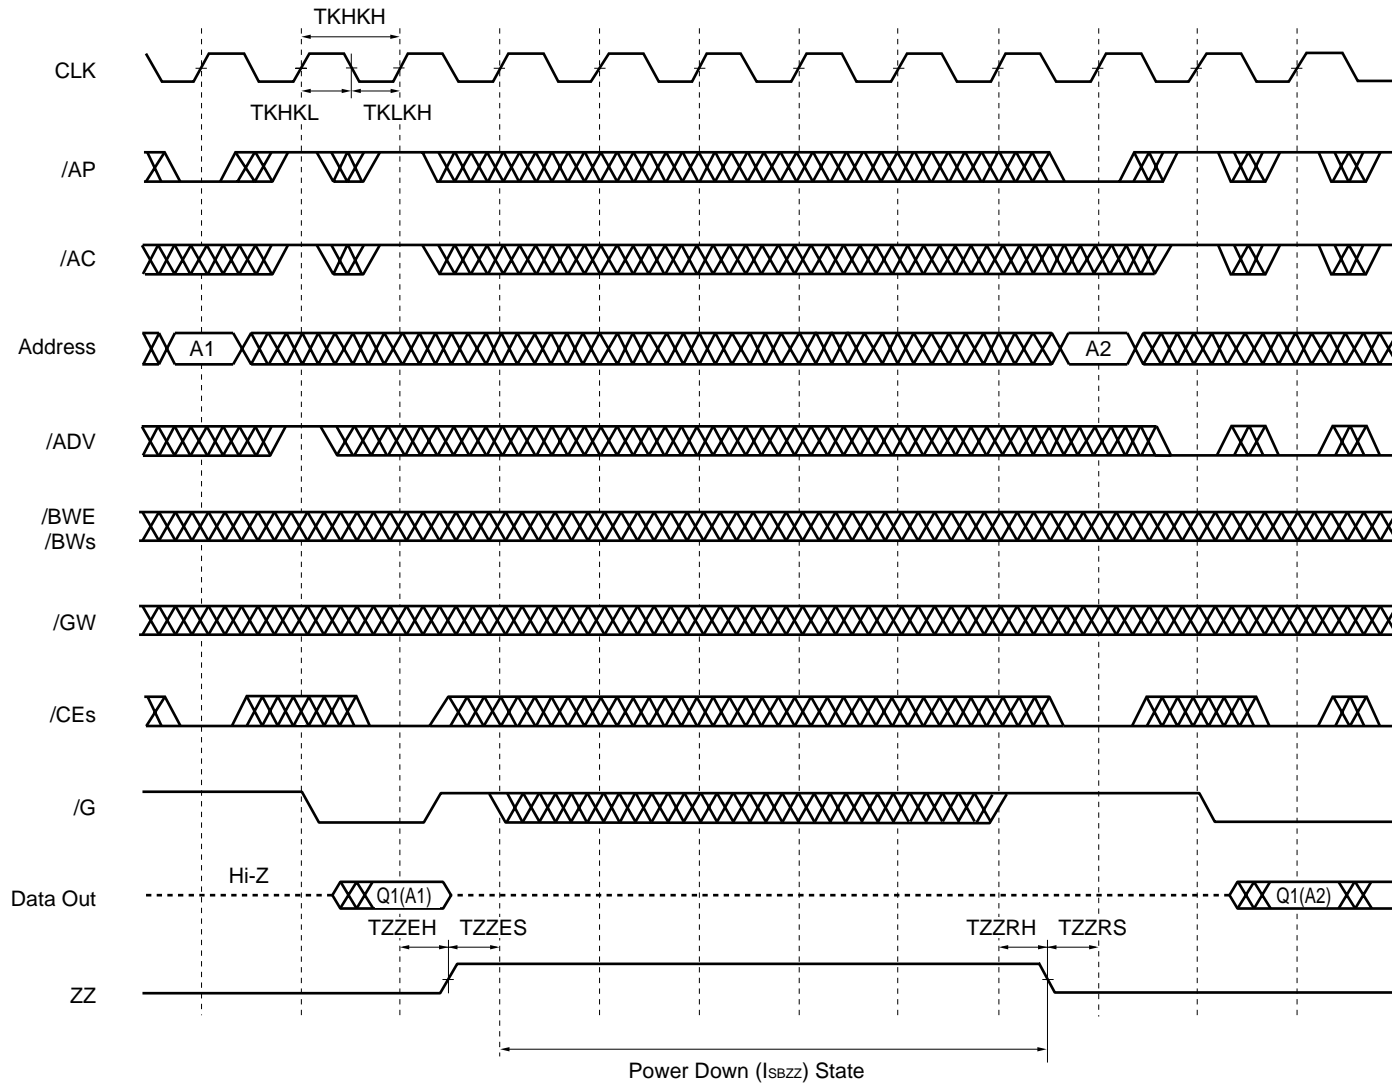 TKHKH
CLK
TKHKL TKLKH
/AP
/AC
Address A1 A2
/ADV
/BWE
/BWs
/GW
/CEs
/G
Hi-Z
Data Out Q1(A1) Q1(A2)
TZZEH TZZES TZZRH TZZRS
ZZ
Power Down (ISBZZ) State